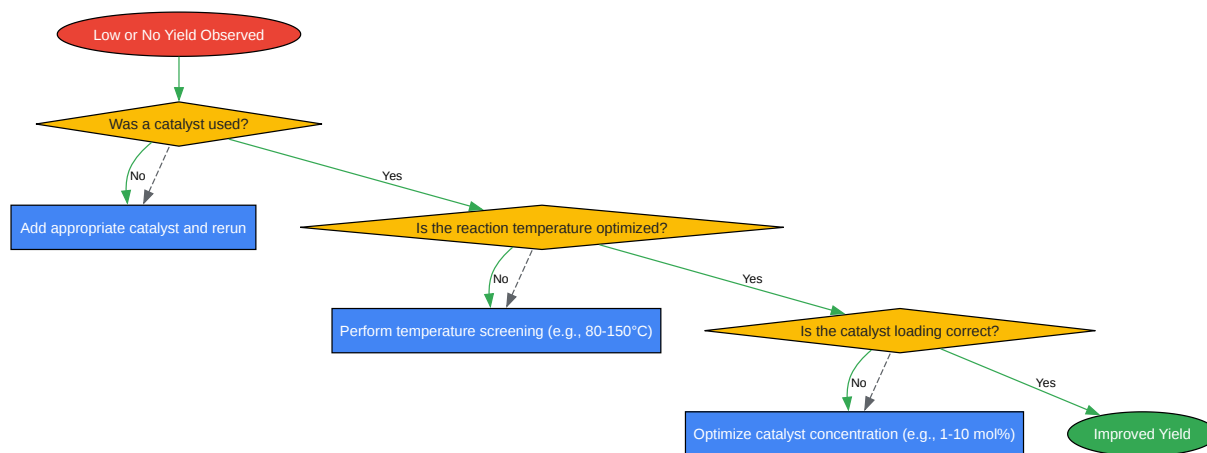 Low or No Yield Observed
Was a catalyst used?
No
Yes
Add appropriate catalyst and rerun
Is the reaction temperature optimized?
No
Yes
Perform temperature screening (e.g., 80-150°C)
Is the catalyst loading correct?
No
Yes
Optimize catalyst concentration (e.g., 1-10 mol%)
Improved Yield